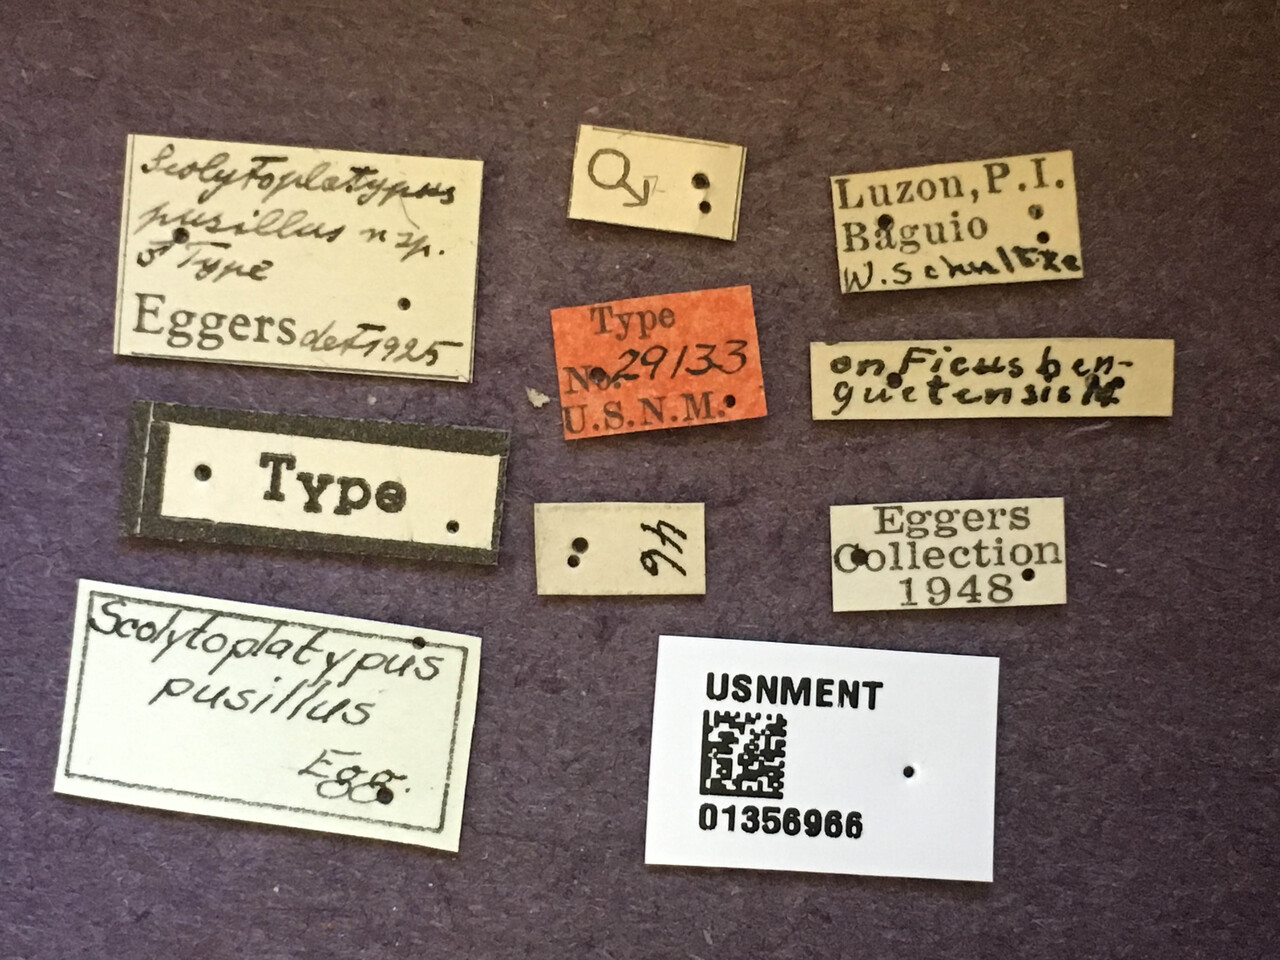 Scolytoplatypus
pusillus n sp.
♂ Type
Eggers det 1925
♂
Luzon, P.I.
Baguio
W. Schultze
Type
No. 29133
U.S.N.M.
on Ficus ben-
guetensis M
Type
46
Eggers
Collection
1948
Scolytoplatypus
pusillus
Egg.
USNMENT
01356966